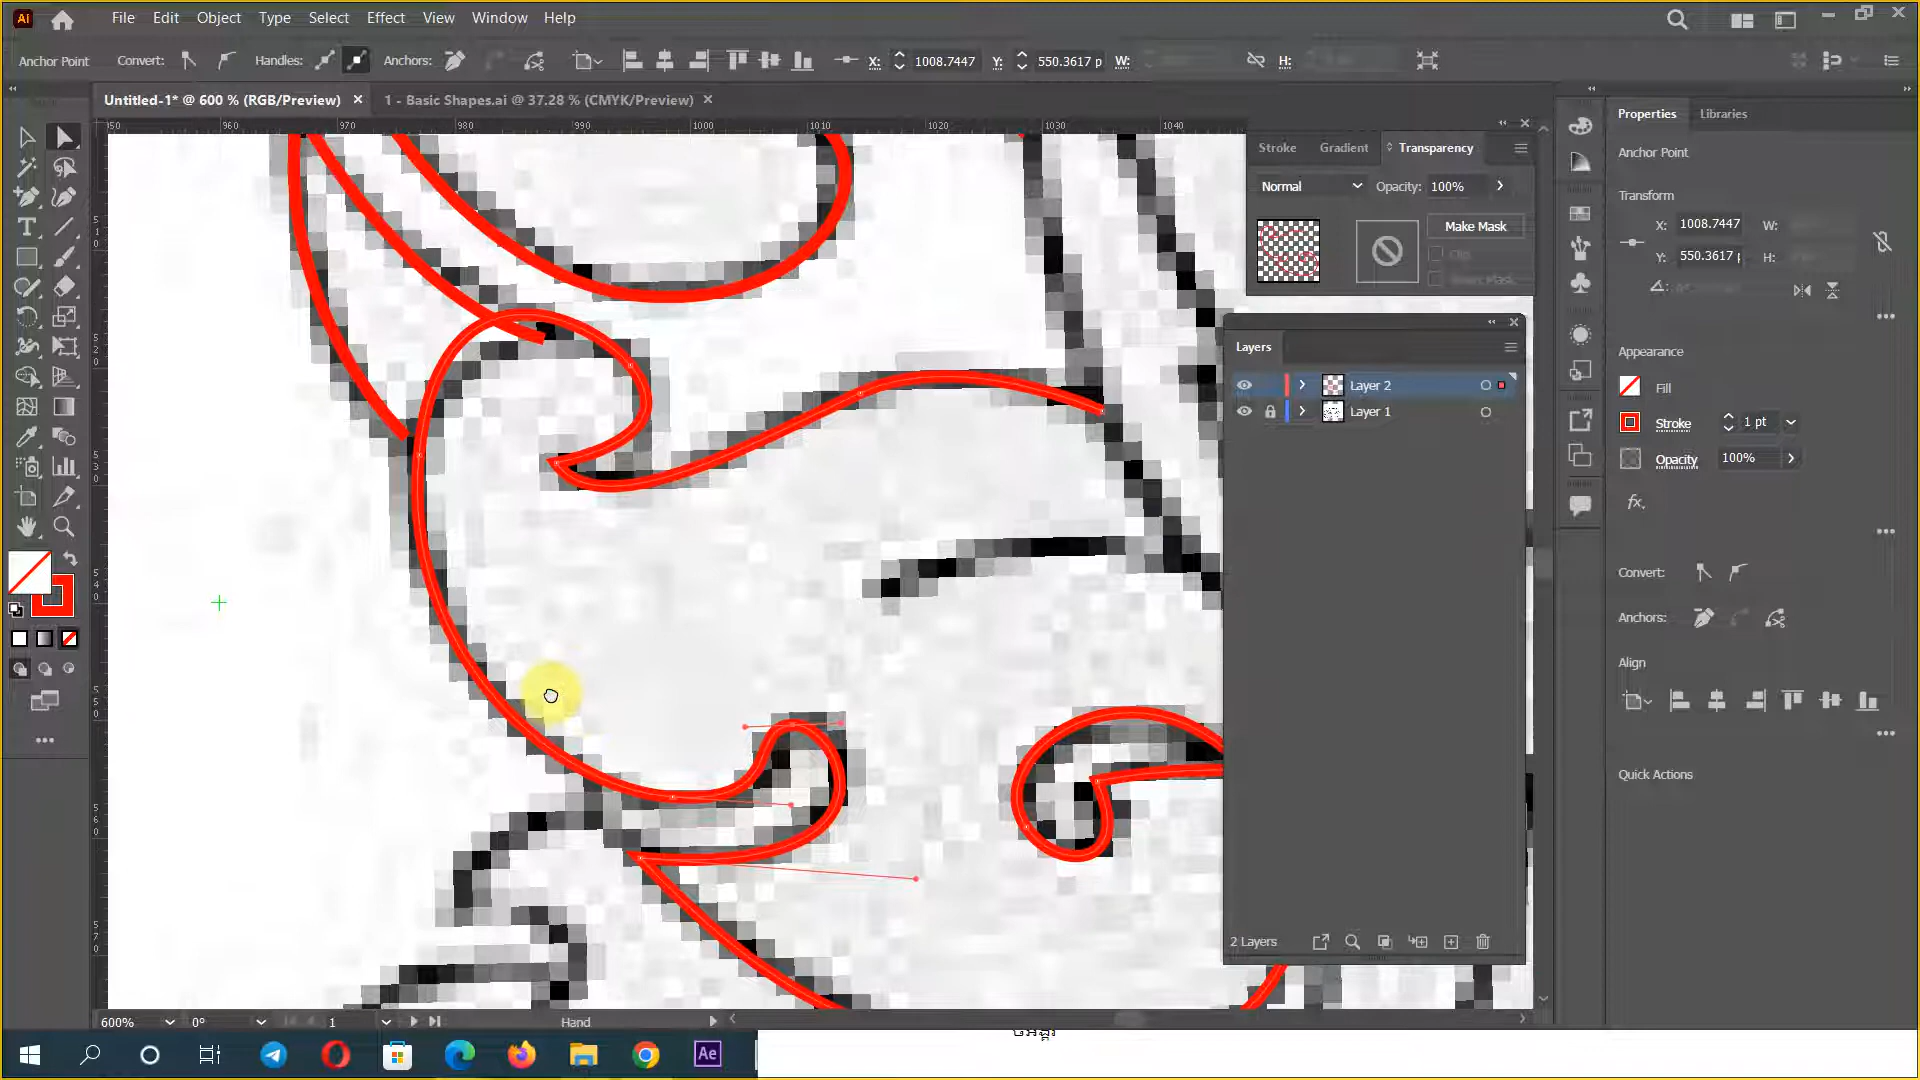 Ai File Edit Object Type Select Effect View Window Help
Anchor Point Convert: Handles: Anchors: X: 1008.7447 Y: 550.3617 p W: H:
Untitled-1* @ 600 % (RGB/Preview) × 1 - Basic Shapes.ai @ 37.28 % (CMYK/Preview) ×
950 960 970 980 990 1000 1010 1020 1030 1040
Stroke Gradient Transparency
Normal Opacity: 100%
Make Mask
Clip
Layers
Layer 2
Layer 1
2 Layers
Properties Libraries
Anchor Point
Transform
X: 1008.7447 W:
Y: 550.3617 p H:
Appearance
Fill
Stroke 1 pt
Opacity 100%
fx.
Convert:
Anchors:
Align
Quick Actions
600% 0° 1 Hand
Ae